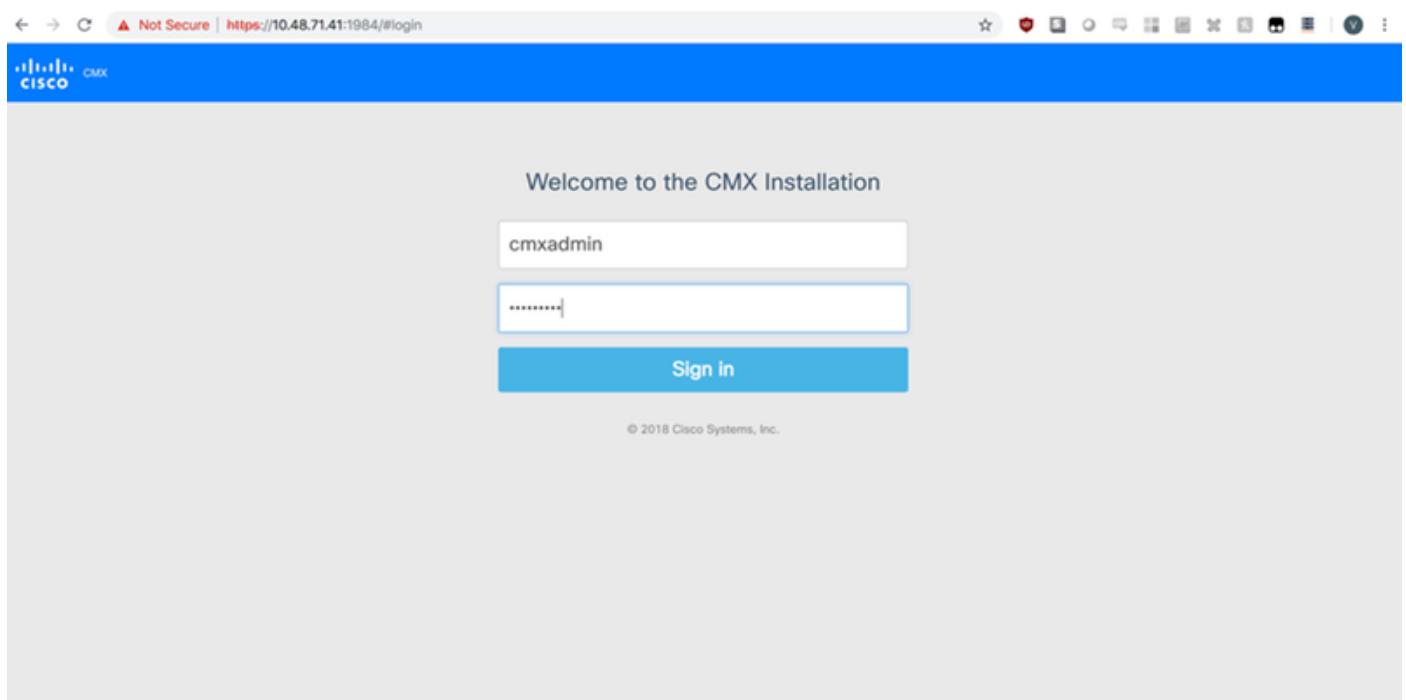 Not Secure | https://10.48.71.41:1984/#login
CISCO CMX
Welcome to the CMX Installation
cmxadmin
•••••••••
Sign in
© 2018 Cisco Systems, Inc.